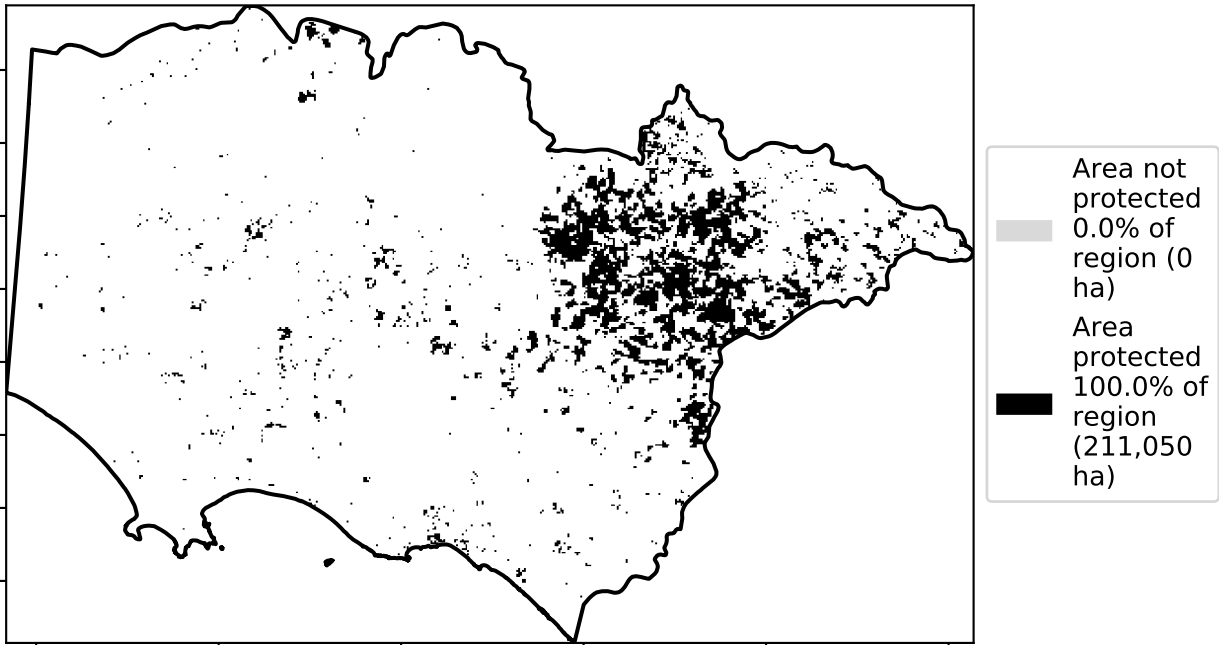 Area not
protected
0.0% of
region (0
ha)
Area
protected
100.0% of
region
(211,050
ha)